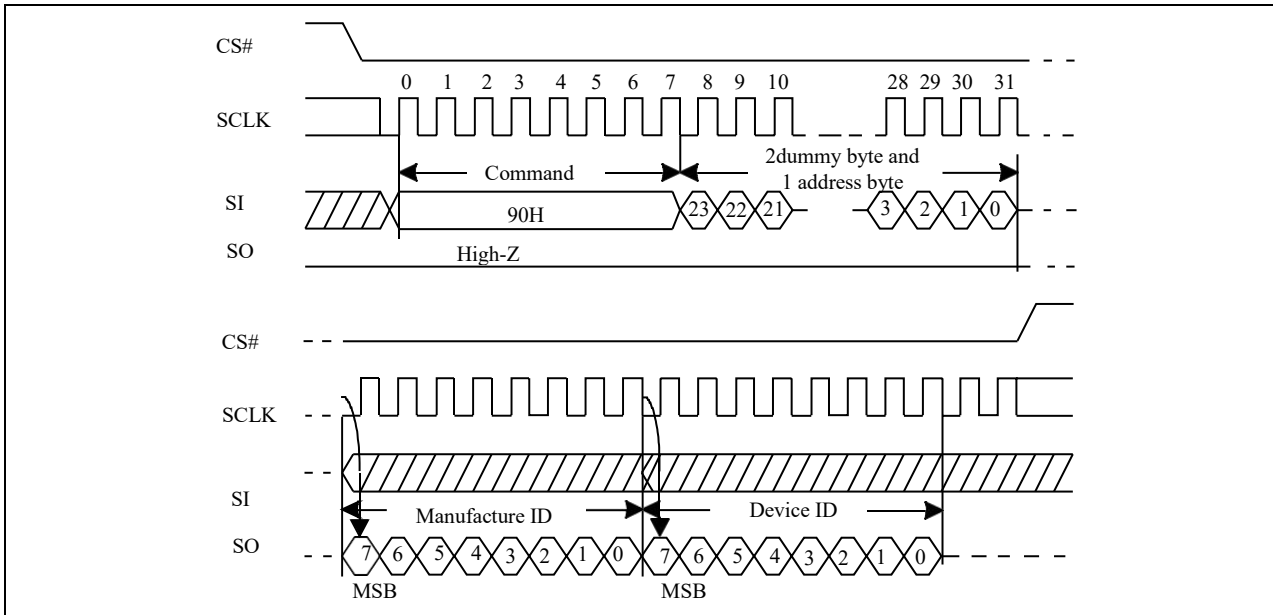 CS#
0 1 2 3 4 5 6 7 8 9 10 28 29 30 31
SCLK
Command
2dummy byte and
1 address byte
SI
90H
23 22 21 3 2 1 0
SO
High-Z
CS#
SCLK
SI
Manufacture ID
Device ID
SO
7 6 5 4 3 2 1 0 7 6 5 4 3 2 1 0
MSB MSB